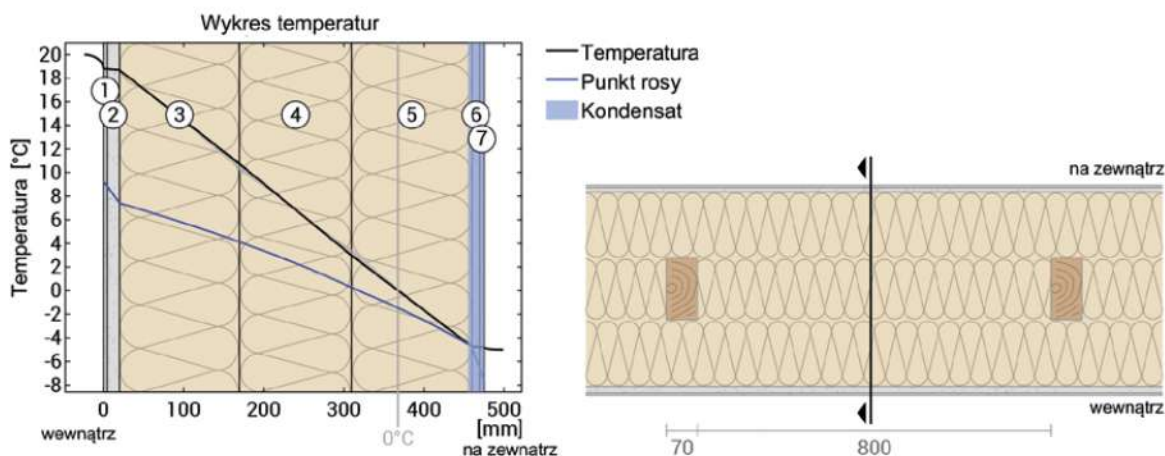 Wykres temperatur
Temperatura [°C]
20
18
16
14
12
10
8
6
4
2
0
-2
-4
-6
-8
1
2
3
4
5
6
7
0 100 200 300 400 500
wewnątrz
0°C
[mm]
na zewnatrz
Temperatura
Punkt rosy
Kondensat
na zewnątrz
wewnątrz
70 800